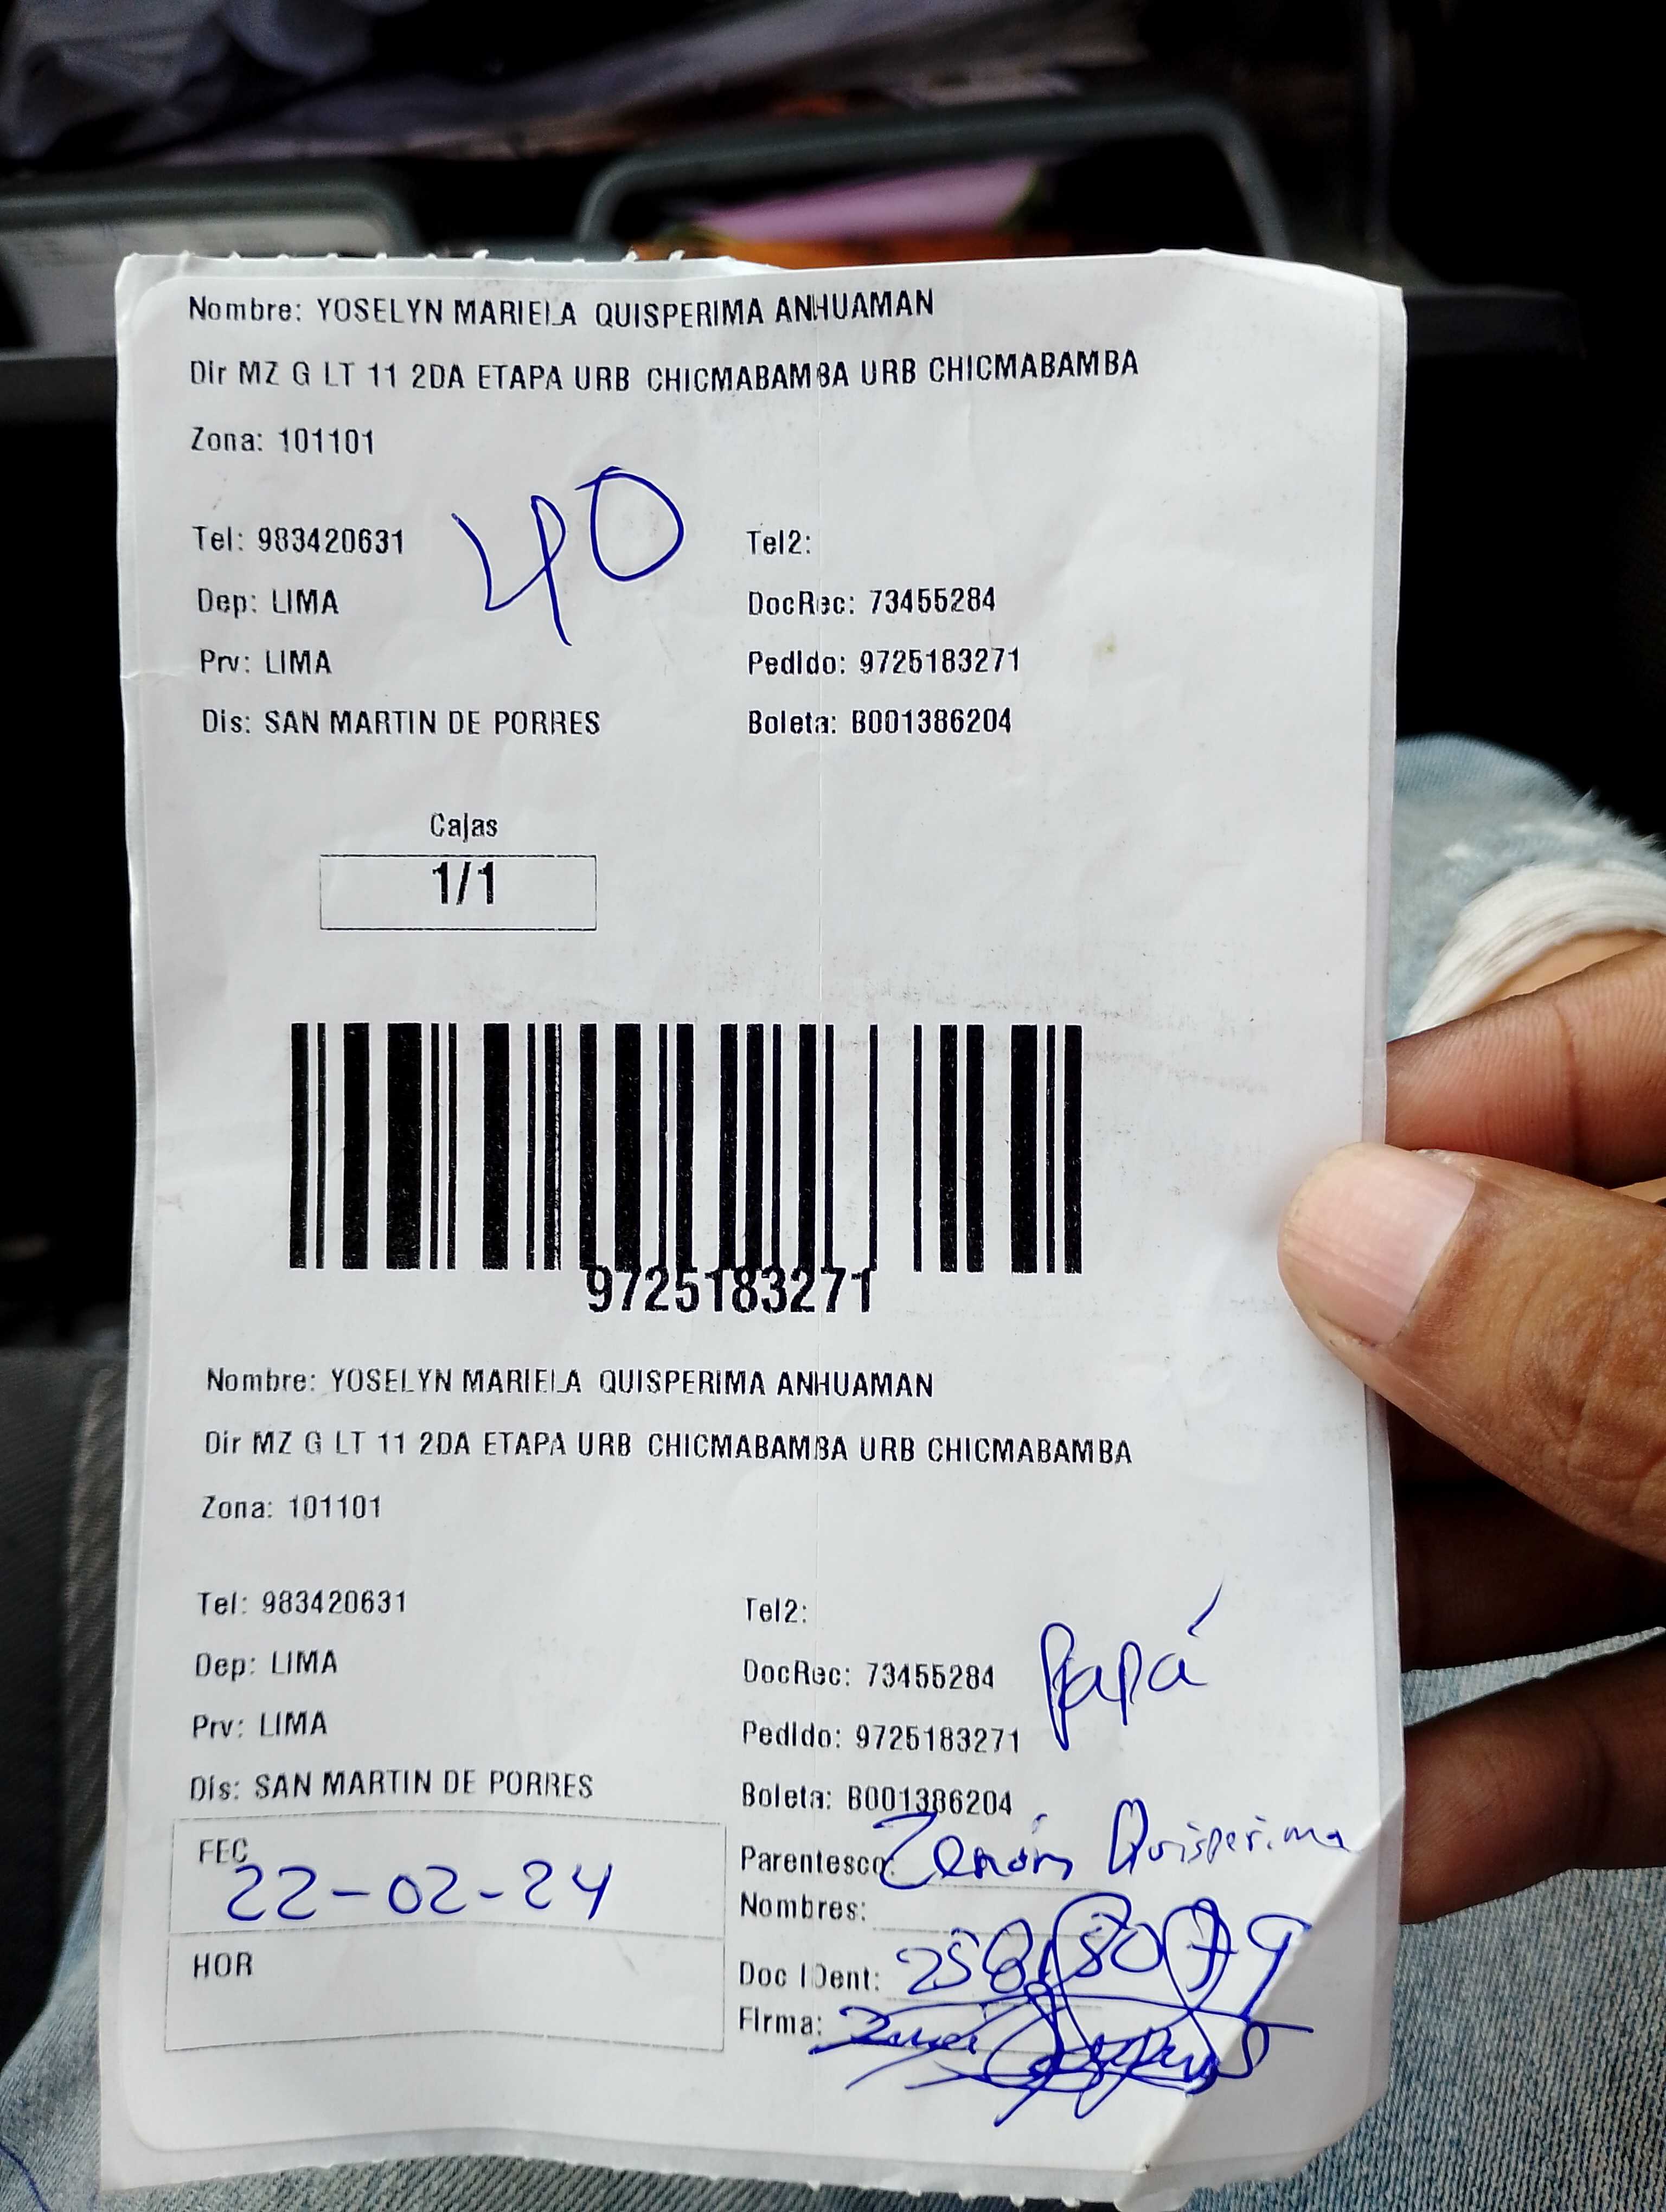 Nombre: YOSELYN MARIELA QUISPERIMA ANHUAMAN
Dir MZ G LT 11 2DA ETAPA URB CHICMABAMBA URB CHICMABAMBA
Zona: 101101
40
Tel: 983420631 Tel2:
Dep: LIMA DocRec: 73455284
Prv: LIMA Pedido: 9725183271
Dis: SAN MARTIN DE PORRES Boleta: B001386204
Cajas
1/1
9725183271
Nombre: YOSELYN MARIELA QUISPERIMA ANHUAMAN
Dir MZ G LT 11 2DA ETAPA URB CHICMABAMBA URB CHICMABAMBA
Zona: 101101
Tel: 983420631 Tel2:
Dep: LIMA DocRec: 73455284 Papá
Prv: LIMA Pedido: 9725183271
Dis: SAN MARTIN DE PORRES Boleta: B001386204
FEC 22-02-24
Parentesco: Zenón Quisperima
Nombres:
HOR
Doc IDent:
Firma: